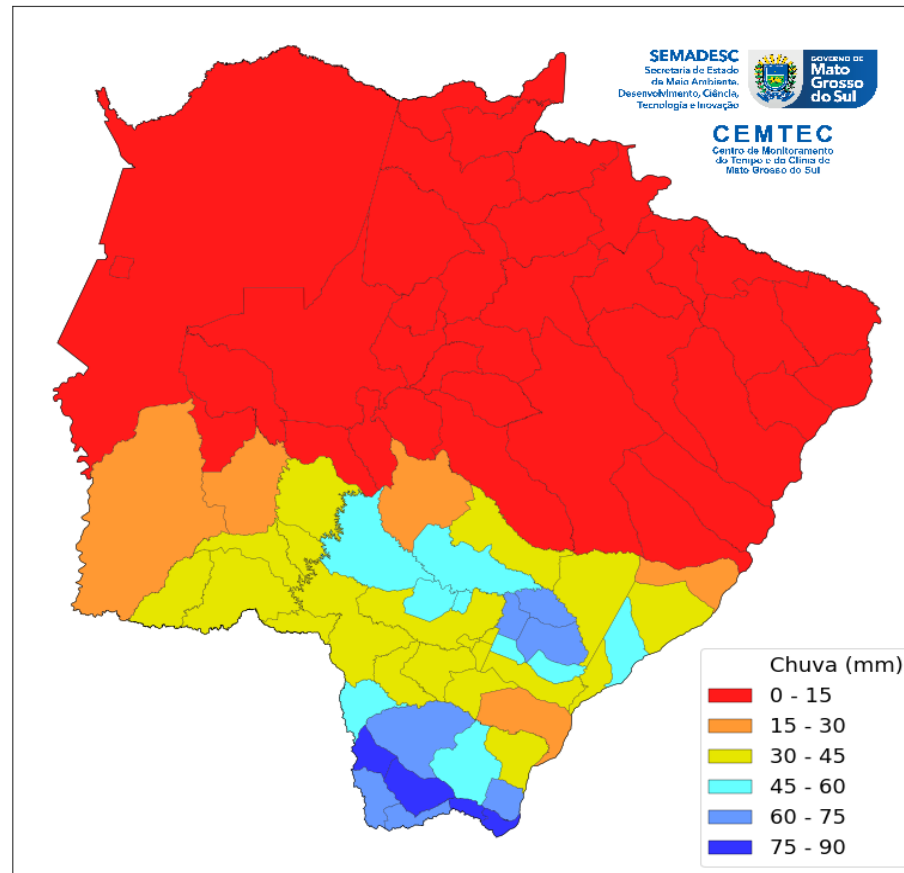 SEMADESC
Secretaria de Estado
de Meio Ambiente,
Desenvolvimento, Ciência,
Tecnologia e Inovação
GOVERNO DE
Mato
Grosso
do Sul
CEMTEC
Centro de Monitoramento
do Tempo e do Clima de
Mato Grosso do Sul
Chuva (mm)
0 - 15
15 - 30
30 - 45
45 - 60
60 - 75
75 - 90